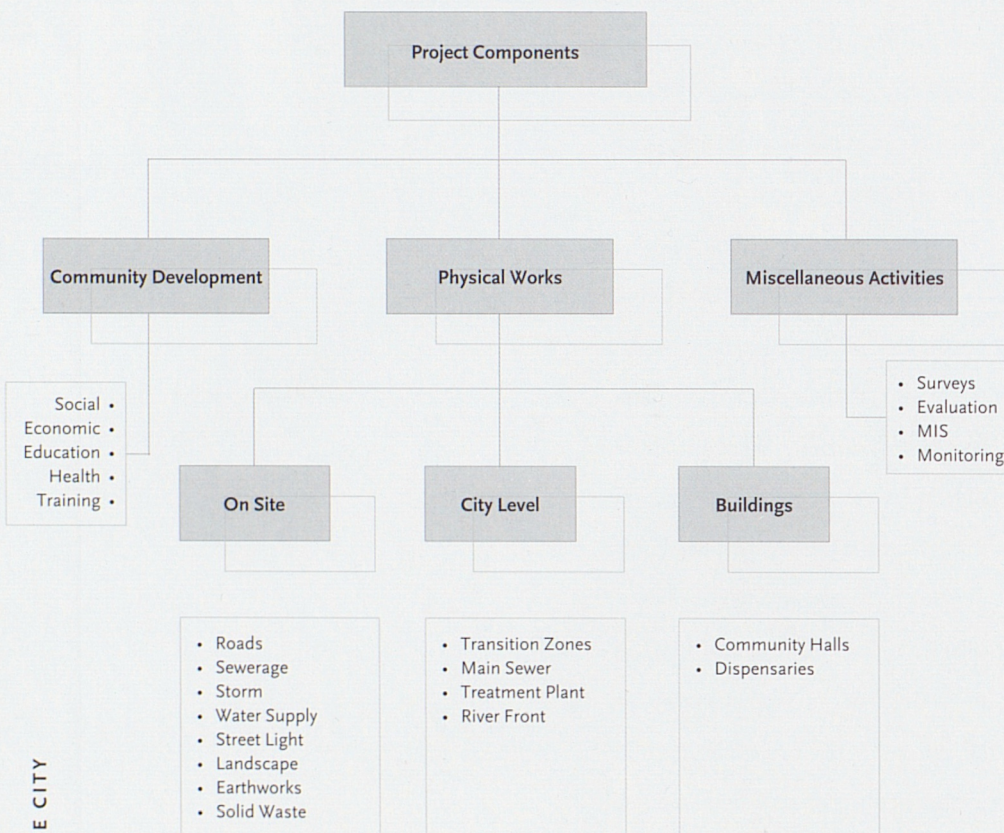 Project Components
Community Development
Physical Works
Miscellaneous Activities
Social •
Economic •
Education •
Health •
Training •
• Surveys
• Evaluation
• MIS
• Monitoring
On Site
City Level
Buildings
• Roads
• Sewerage
• Storm
• Water Supply
• Street Light
• Landscape
• Earthworks
• Solid Waste
• Transition Zones
• Main Sewer
• Treatment Plant
• River Front
• Community Halls
• Dispensaries
E CITY